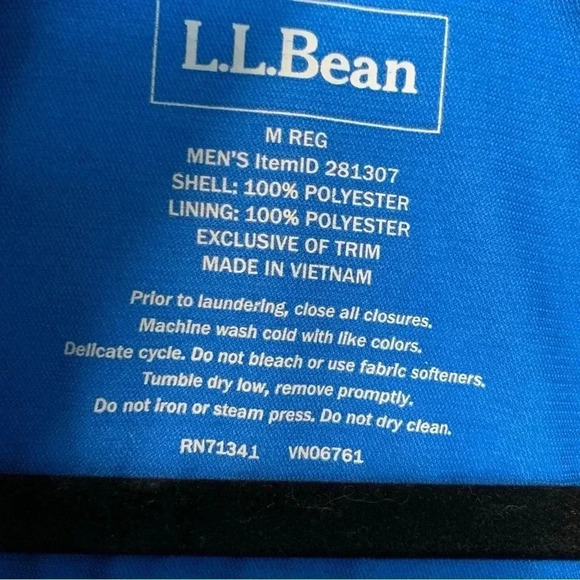 L.L.Bean
M REG
MEN'S ItemID 281307
SHELL: 100% POLYESTER
LINING: 100% POLYESTER
EXCLUSIVE OF TRIM
MADE IN VIETNAM
Prior to laundering, close all closures.
Machine wash cold with like colors.
Delicate cycle. Do not bleach or use fabric softeners.
Tumble dry low, remove promptly.
Do not iron or steam press. Do not dry clean.
RN71341 VN06761